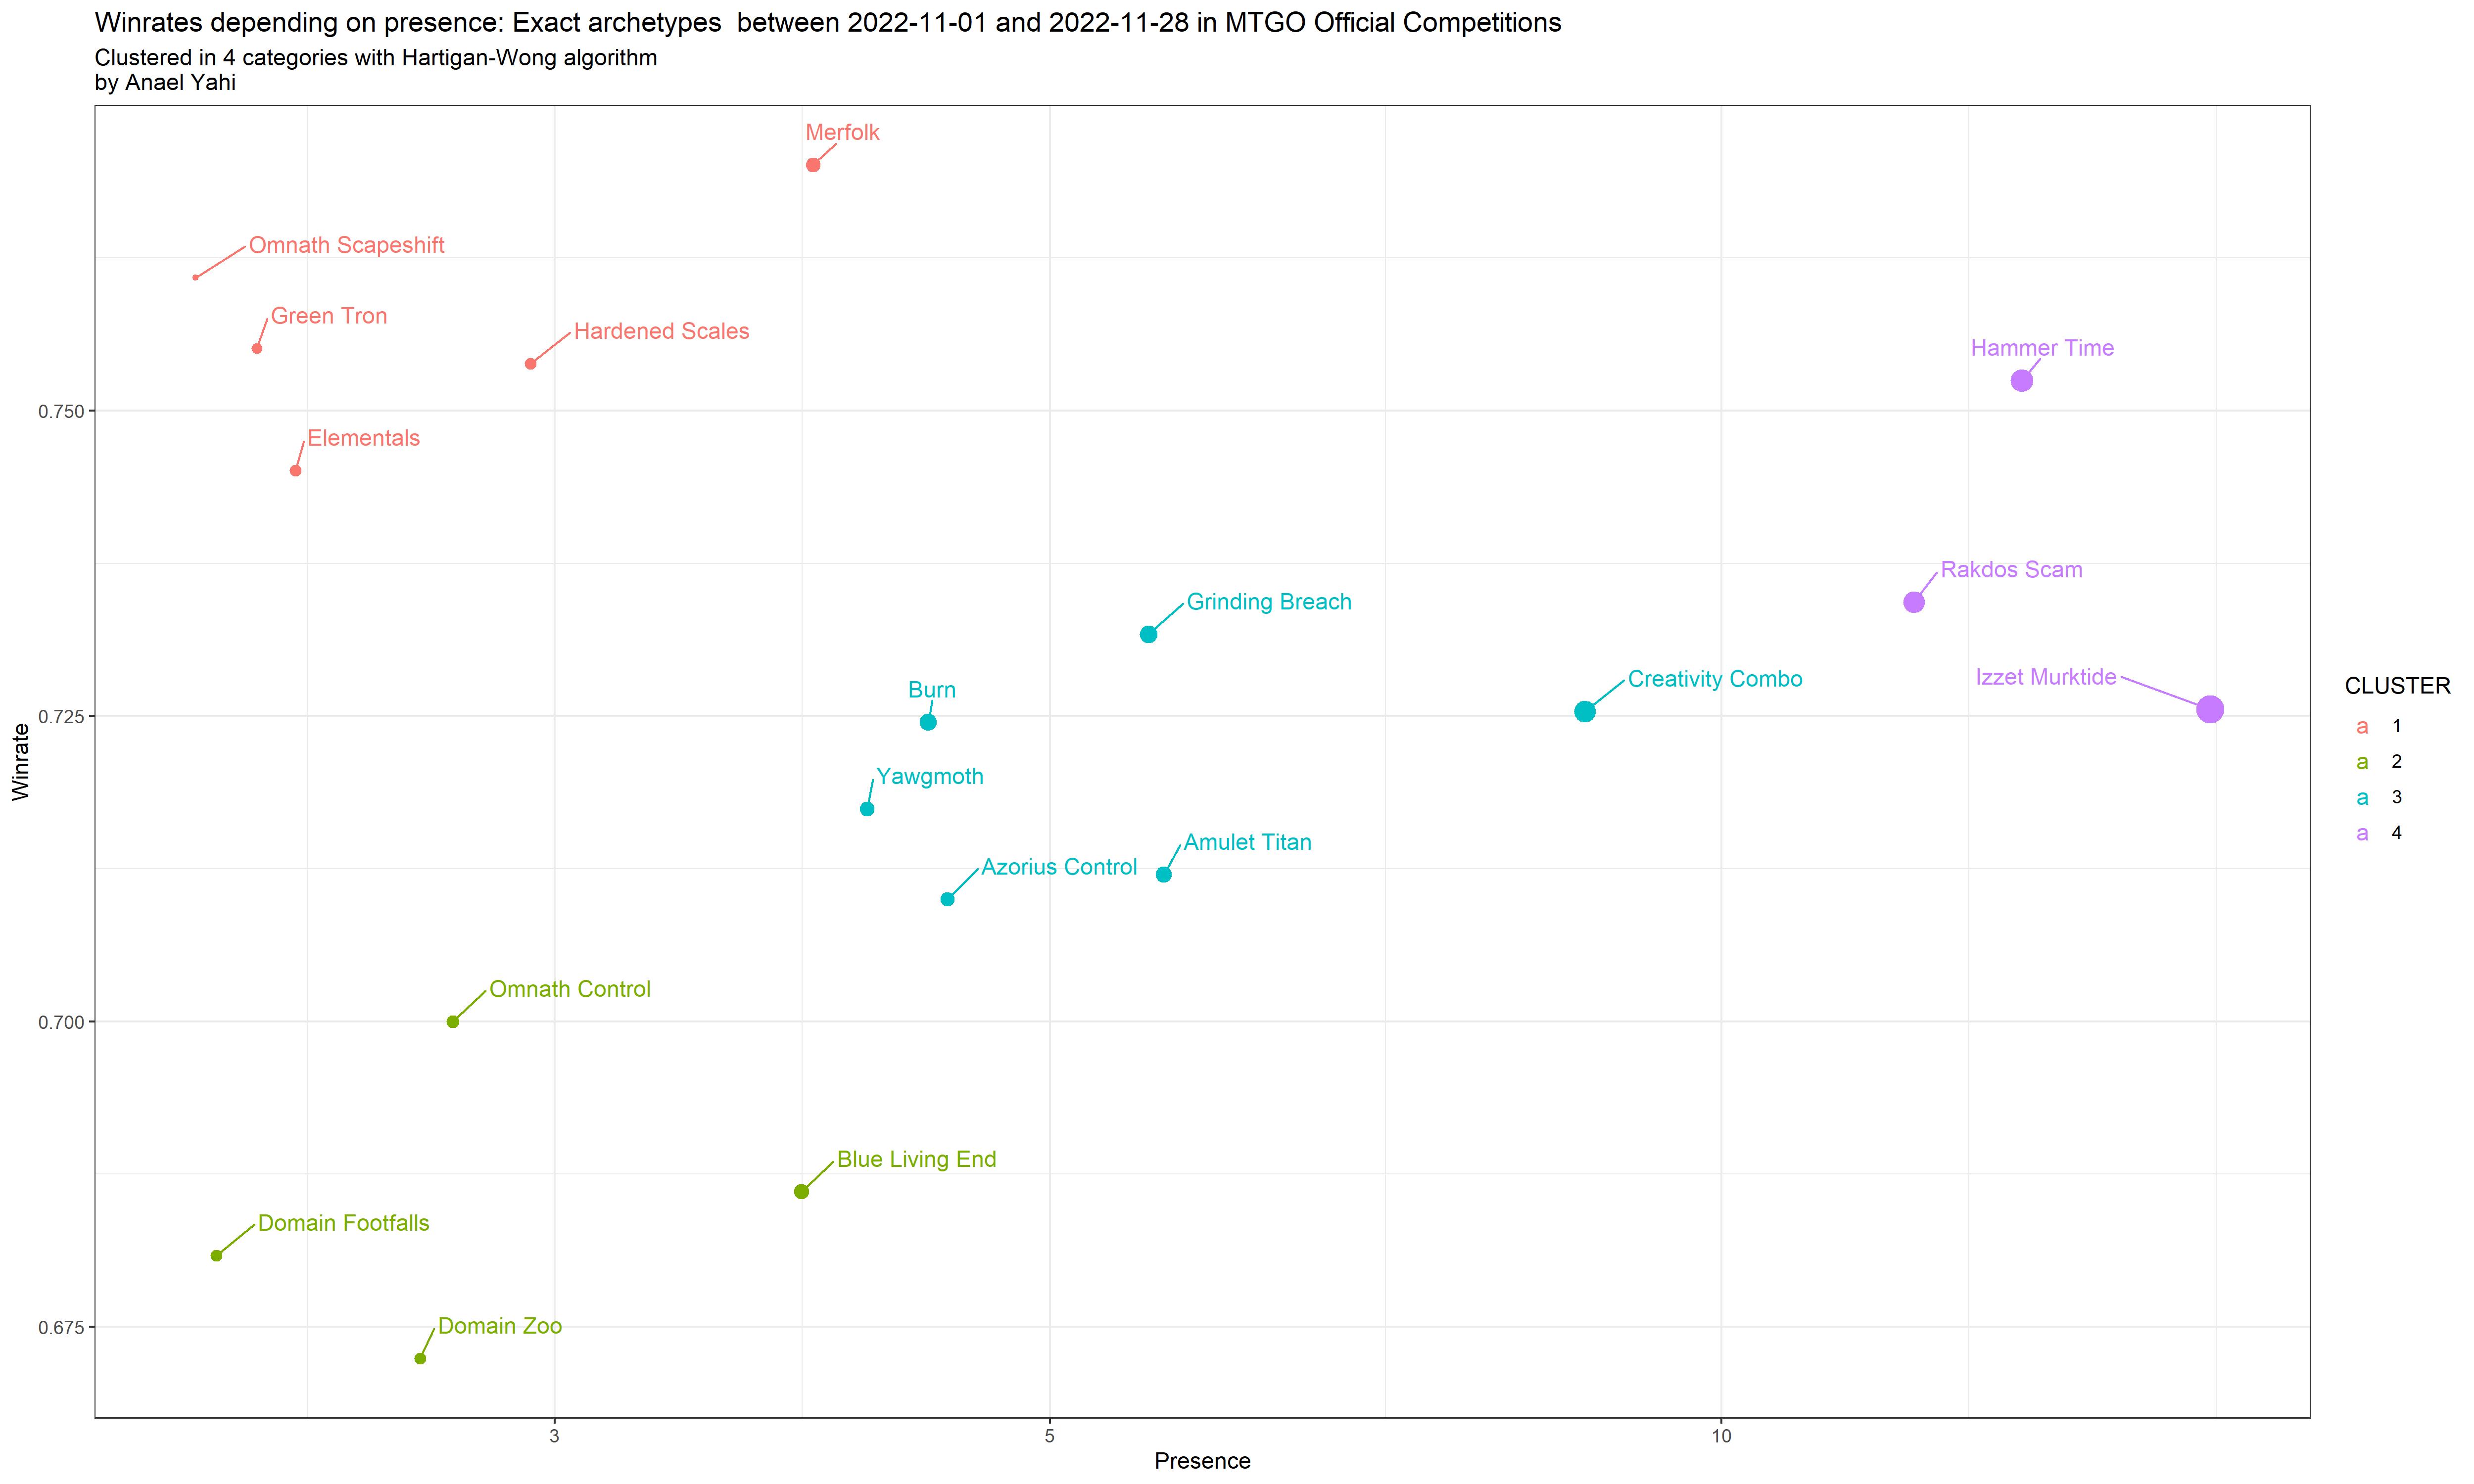 Winrates depending on presence: Exact archetypes  between 2022-11-01 and 2022-11-28 in MTGO Official Competitions
Clustered in 4 categories with Hartigan-Wong algorithm
by Anael Yahi
Merfolk
Omnath Scapeshift
Green Tron
Hardened Scales
Hammer Time
0.750
Elementals
Rakdos Scam
Grinding Breach
Izzet Murktide
Creativity Combo
Burn
0.725
Yawgmoth
Amulet Titan
Azorius Control
Omnath Control
0.700
Blue Living End
Domain Footfalls
Domain Zoo
0.675
Winrate
3
5
10
Presence
CLUSTER
a 1
a 2
a 3
a 4